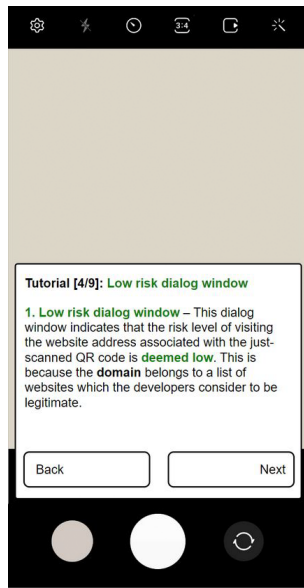 3:4
Tutorial [4/9]: Low risk dialog window
1. Low risk dialog window – This dialog
window indicates that the risk level of visiting
the website address associated with the just-
scanned QR code is deemed low. This is
because the domain belongs to a list of
websites which the developers consider to be
legitimate.
Back
Next